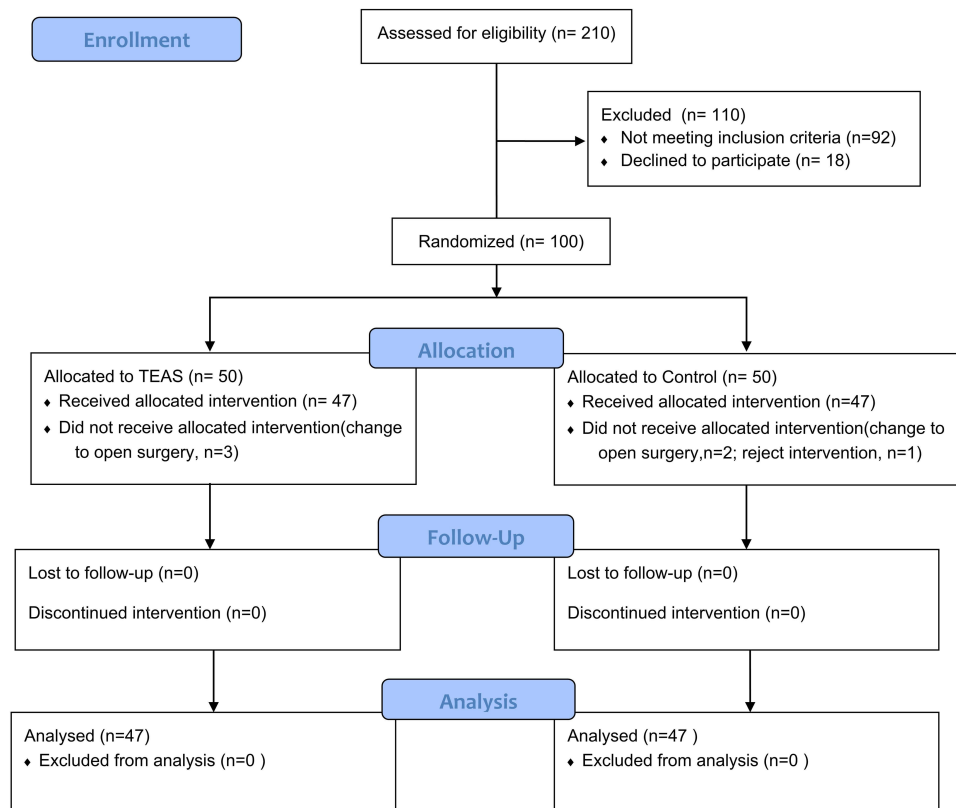 Enrollment
Assessed for eligibility (n= 210)
Excluded  (n= 110)
♦ Not meeting inclusion criteria (n=92)
♦ Declined to participate (n= 18)
Randomized (n= 100)
Allocation
Allocated to TEAS (n= 50)
♦ Received allocated intervention (n= 47)
♦ Did not receive allocated intervention(change
to open surgery, n=3)
Allocated to Control (n= 50)
♦ Received allocated intervention (n=47)
♦ Did not receive allocated intervention(change to
open surgery,n=2; reject intervention, n=1)
Follow-Up
Lost to follow-up (n=0)
Discontinued intervention (n=0)
Lost to follow-up (n=0)
Discontinued intervention (n=0)
Analysis
Analysed (n=47)
♦ Excluded from analysis (n=0 )
Analysed (n=47 )
♦ Excluded from analysis (n=0 )